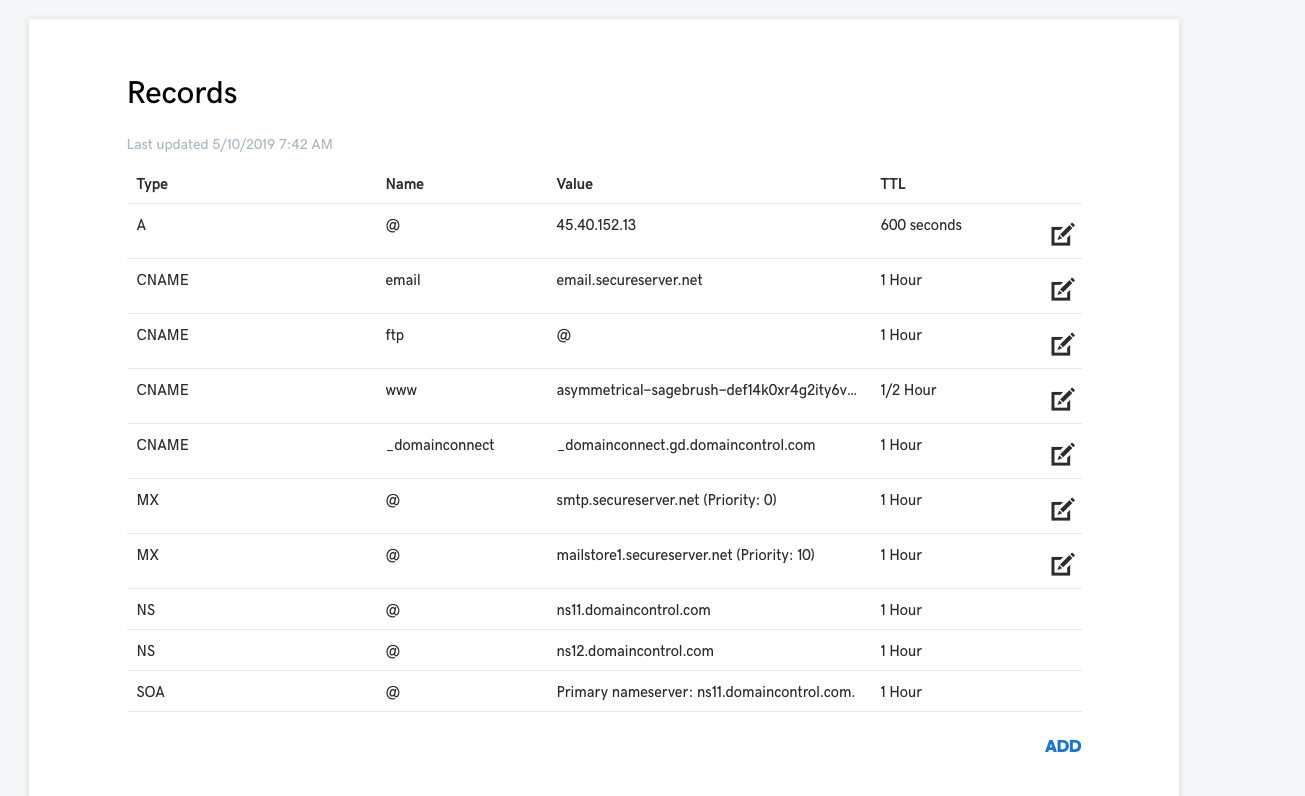 Records
Last updated 5/10/2019 7:42 AM
Type Name Value TTL
A @ 45.40.152.13 600 seconds
CNAME email email.secureserver.net 1 Hour
CNAME ftp @ 1 Hour
CNAME www asymmetrical-sagebrush-def14k0xr4g2ity6v... 1/2 Hour
CNAME _domainconnect _domainconnect.gd.domaincontrol.com 1 Hour
MX @ smtp.secureserver.net (Priority: 0) 1 Hour
MX @ mailstore1.secureserver.net (Priority: 10) 1 Hour
NS @ ns11.domaincontrol.com 1 Hour
NS @ ns12.domaincontrol.com 1 Hour
SOA @ Primary nameserver: ns11.domaincontrol.com. 1 Hour
ADD